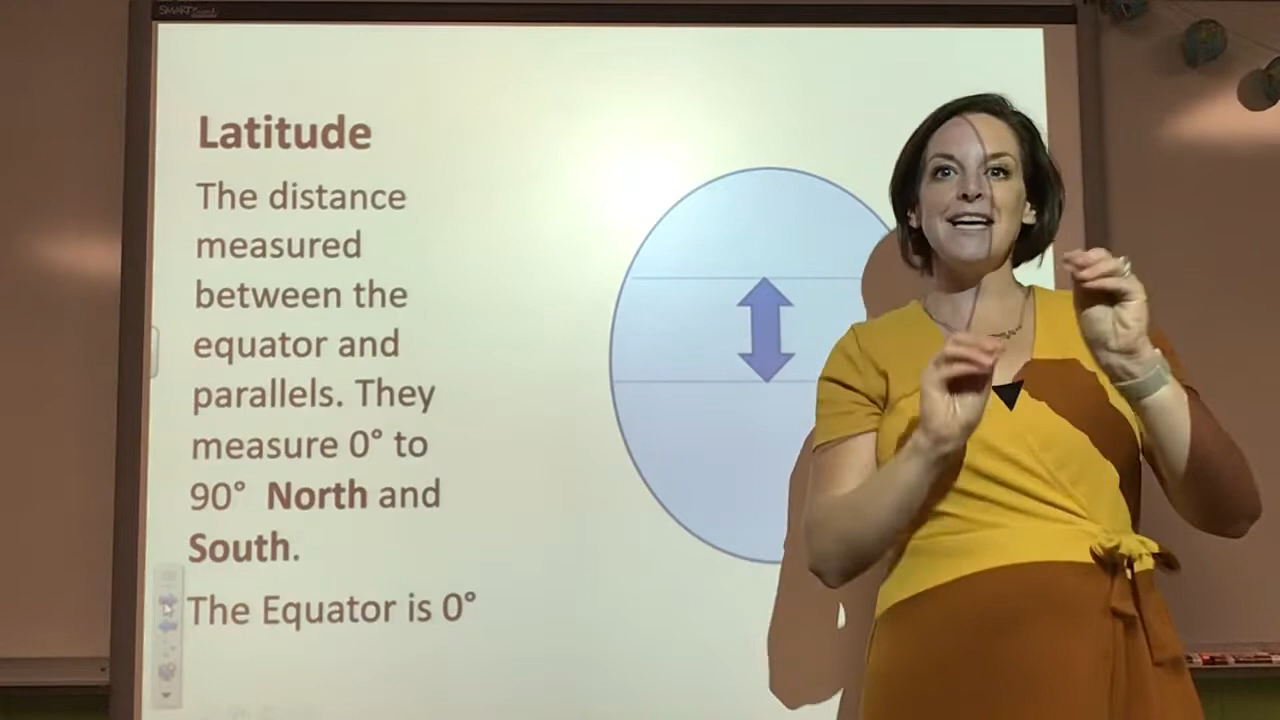 SMART
Latitude
The distance
measured
between the
equator and
parallels. They
measure 0° to
90° North and
South.
The Equator is 0°